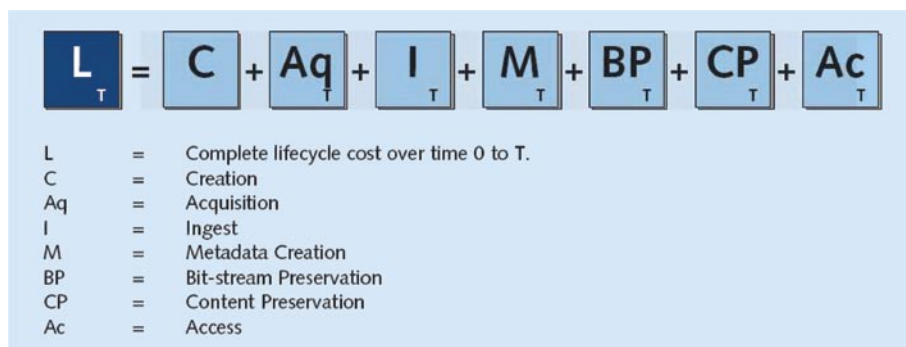 L T = C + Aq T + I T + M T + BP T + CP T + Ac T
L = Complete lifecycle cost over time 0 to T.
C = Creation
Aq = Acquisition
I = Ingest
M = Metadata Creation
BP = Bit-stream Preservation
CP = Content Preservation
Ac = Access